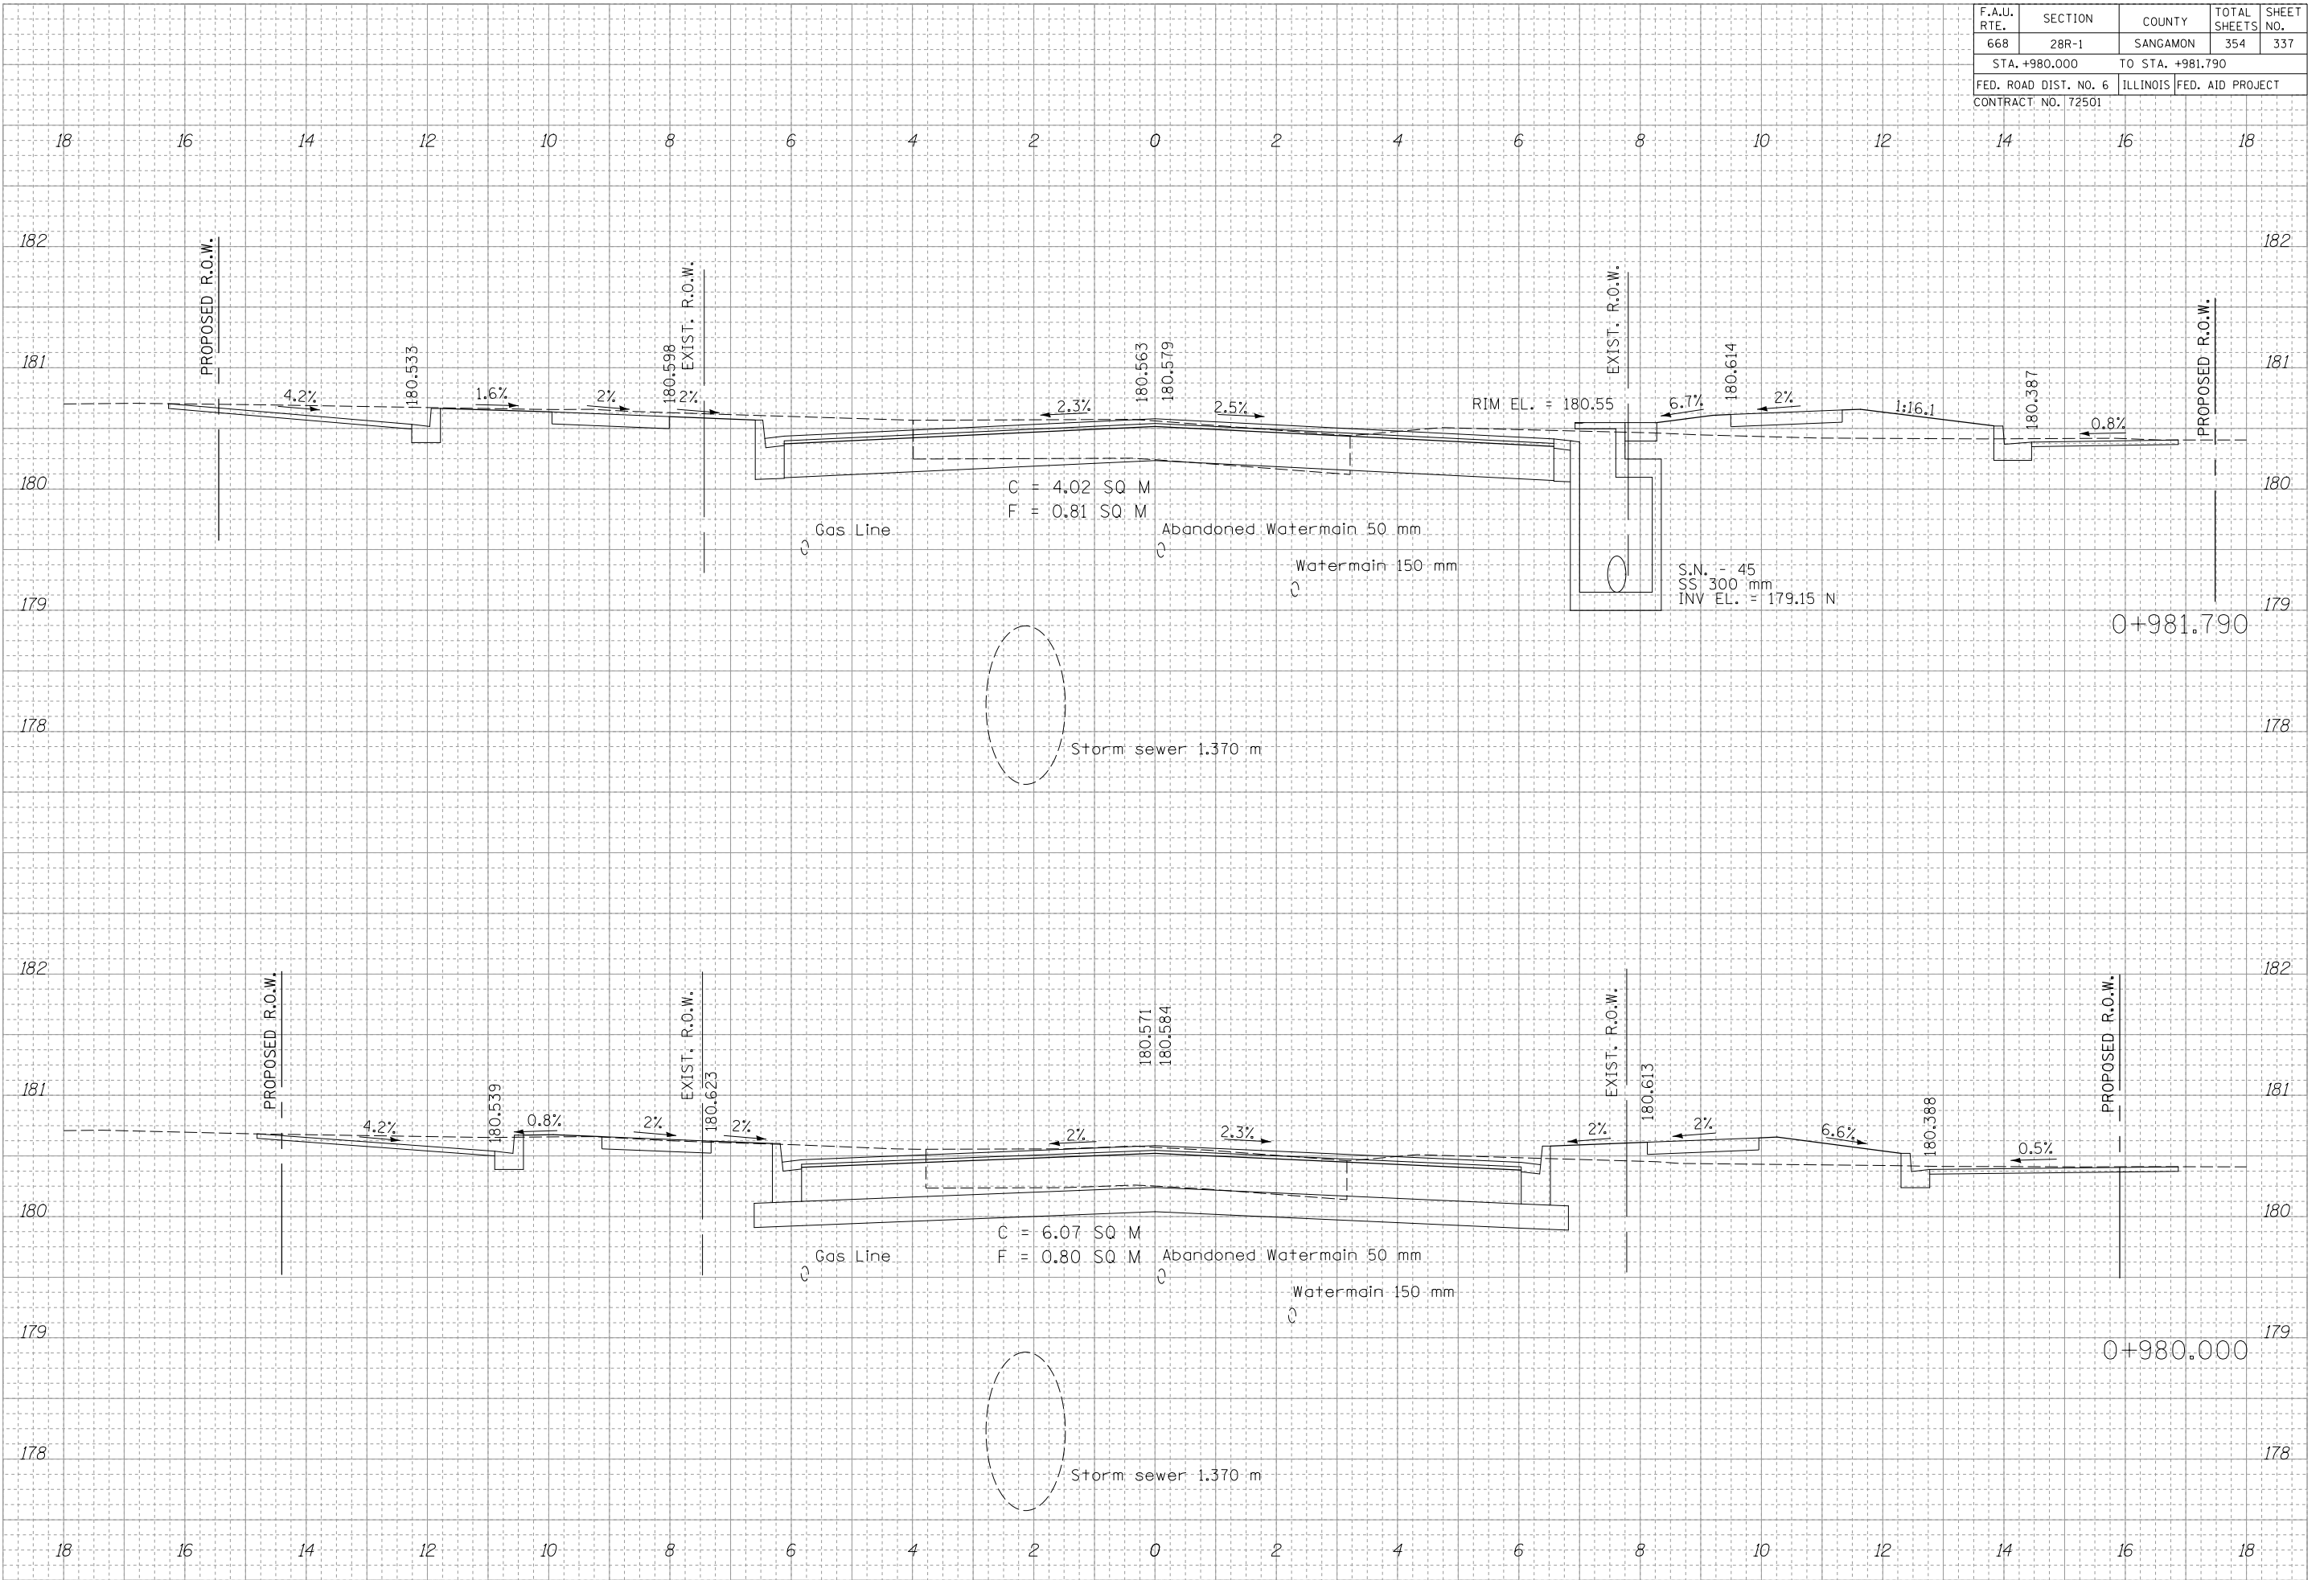 F.A.U. RTE. SECTION COUNTY TOTAL SHEETS SHEET NO.
668 28R-1 SANGAMON 354 337
STA. +980.000 TO STA. +981.790
FED. ROAD DIST. NO. 6 ILLINOIS FED. AID PROJECT
CONTRACT NO. 72501
18 16 14 12 10 8 6 4 2 0 2 4 6 8 10 12 14 16 18
182 182
PROPOSED R.O.W.
EXIST. R.O.W.
EXIST. R.O.W.
PROPOSED R.O.W.
181 181
180.533
180.598
180.563
180.579
180.614
180.387
4.2% 1.6% 2% 2% 2.3% 2.5% 6.7% 2% 1:16.1 0.8%
RIM EL. = 180.55
180 180
C = 4.02 SQ M
F = 0.81 SQ M
Gas Line
Abandoned Watermain 50 mm
Watermain 150 mm
S.N. - 45
SS 300 mm
INV EL. = 179.15 N
179 179
0+981.790
178 178
Storm sewer 1.370 m
182 182
PROPOSED R.O.W.
EXIST. R.O.W.
EXIST. R.O.W.
PROPOSED R.O.W.
181 181
180.539
180.623
180.571
180.584
180.613
180.388
4.2% 0.8% 2% 2% 2% 2.3% 2% 2% 6.6% 0.5%
180 180
C = 6.07 SQ M
F = 0.80 SQ M
Gas Line
Abandoned Watermain 50 mm
Watermain 150 mm
179 179
0+980.000
178 178
Storm sewer 1.370 m
18 16 14 12 10 8 6 4 2 0 2 4 6 8 10 12 14 16 18